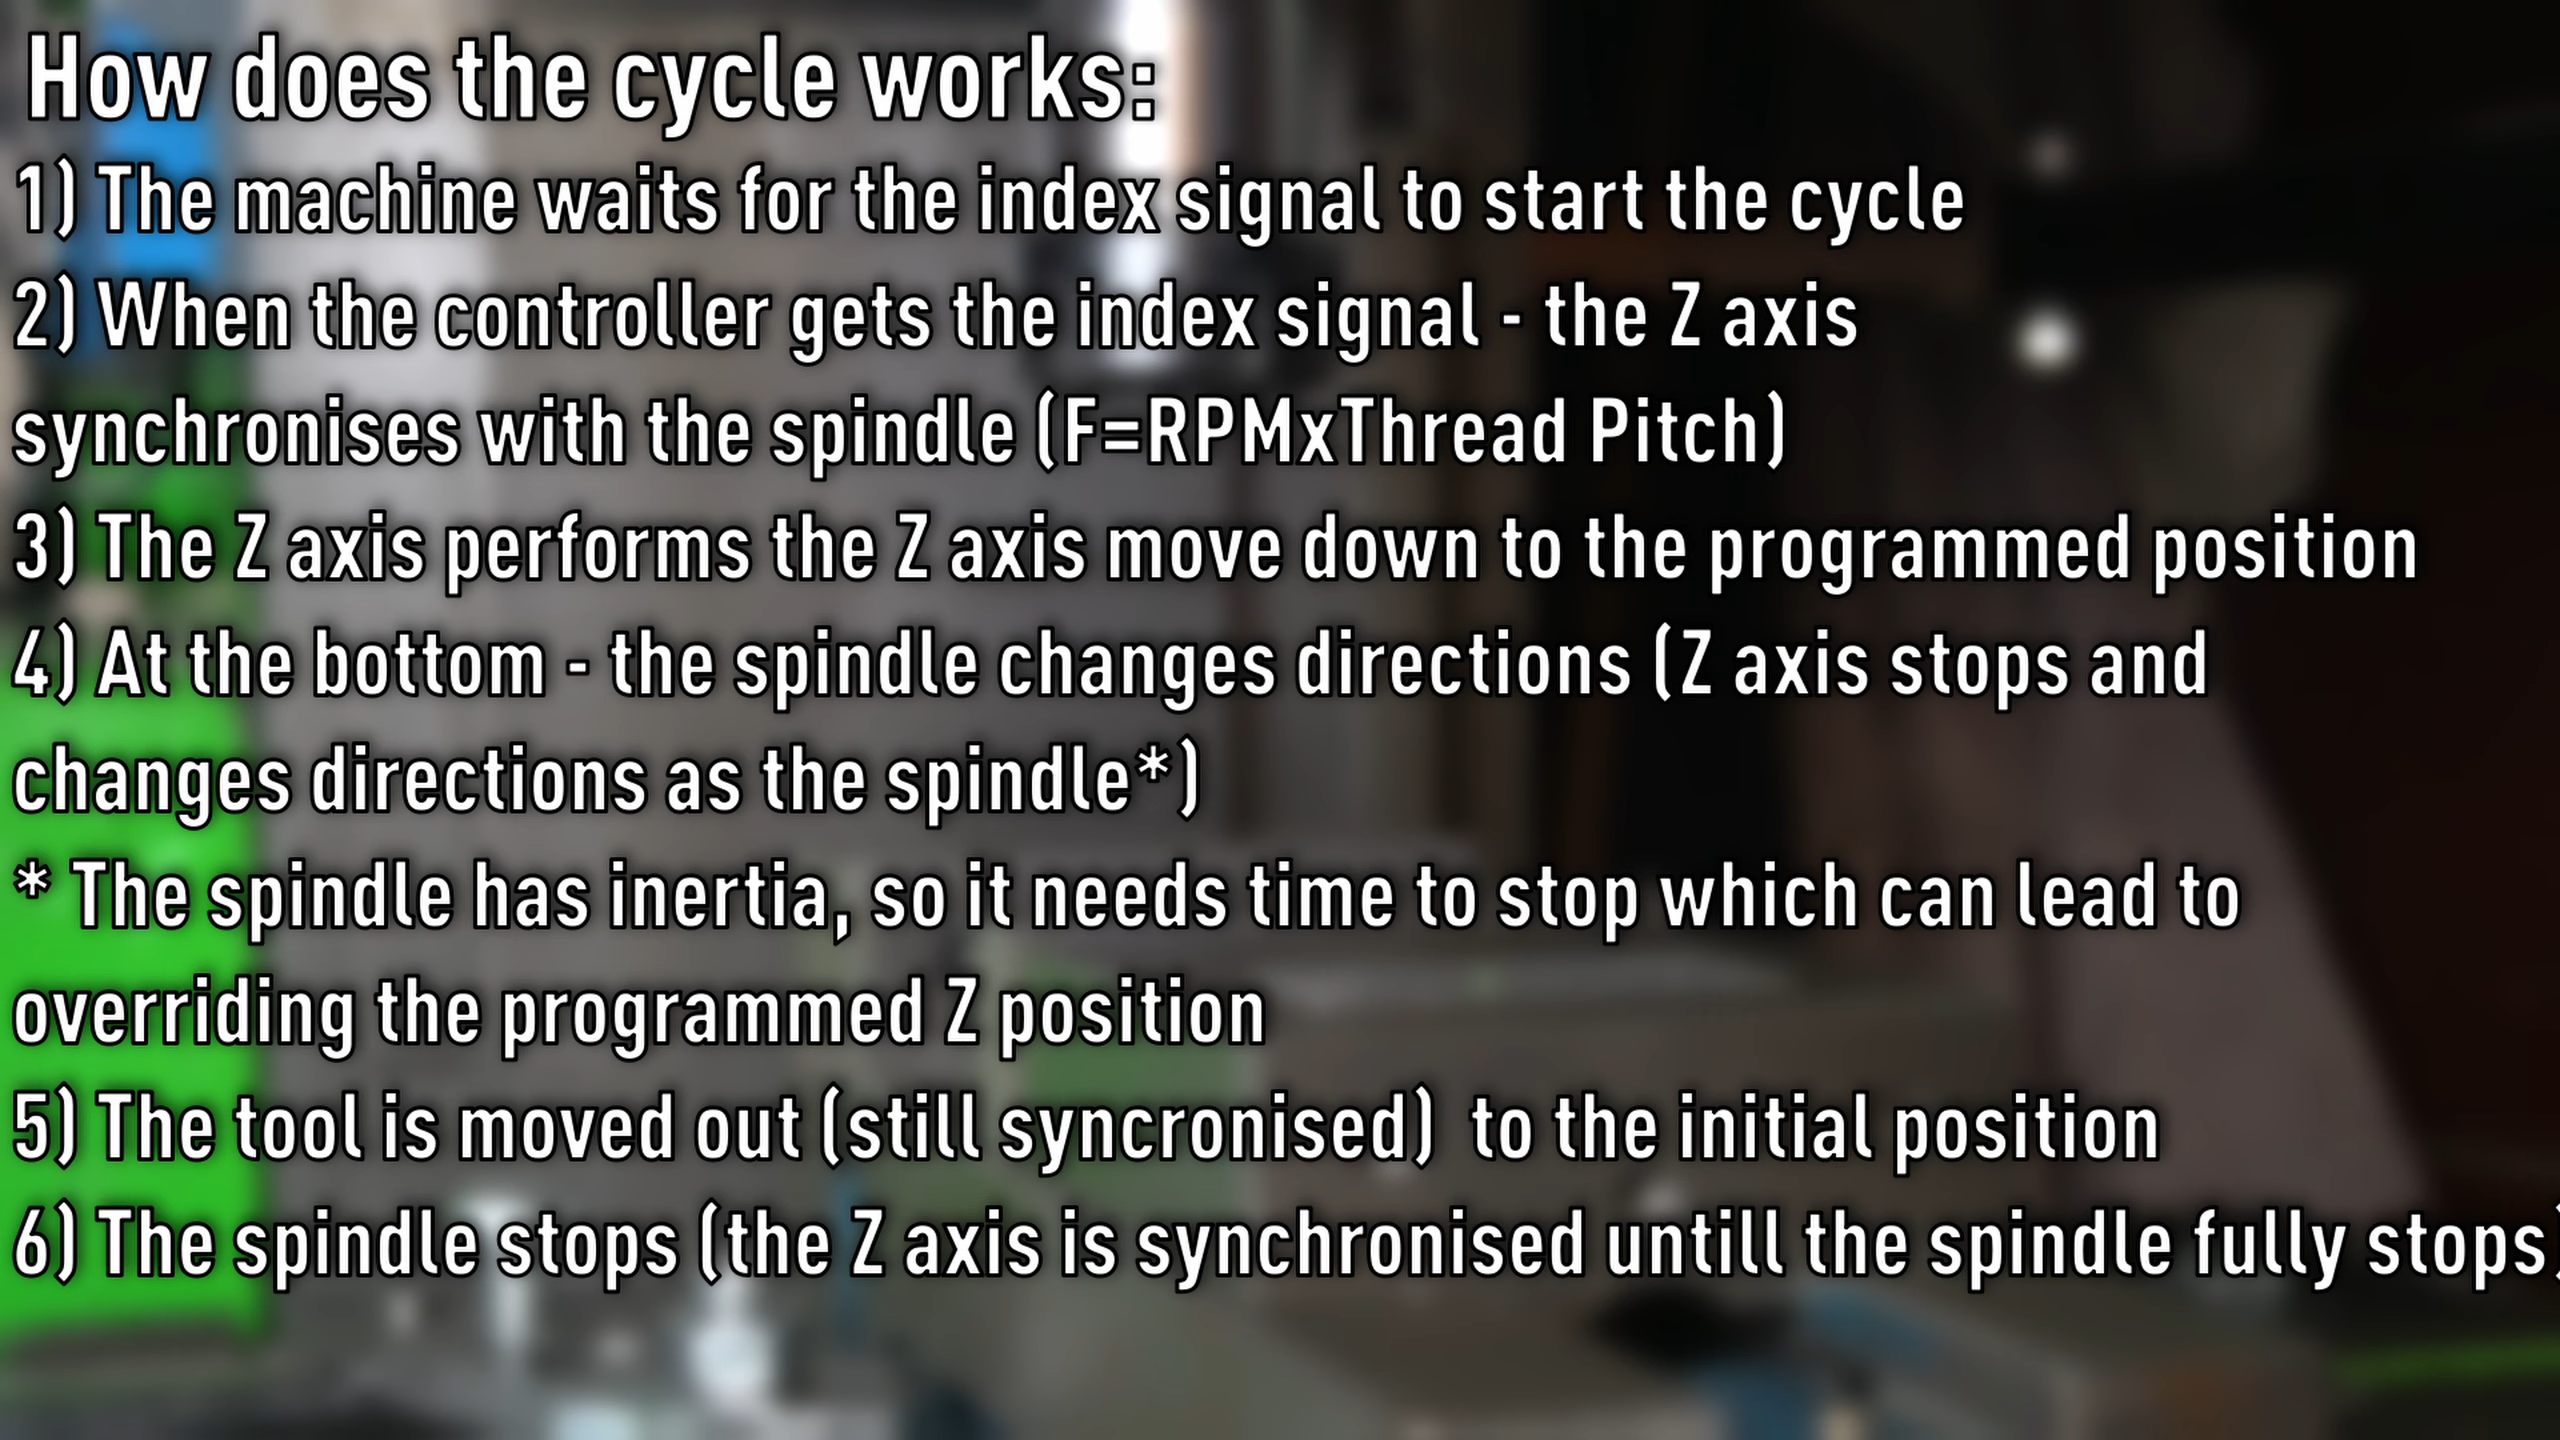 How does the cycle works:
1) The machine waits for the index signal to start the cycle
2) When the controller gets the index signal - the Z axis
synchronises with the spindle (F=RPMxThread Pitch)
3) The Z axis performs the Z axis move down to the programmed position
4) At the bottom - the spindle changes directions (Z axis stops and
changes directions as the spindle*)
* The spindle has inertia, so it needs time to stop which can lead to
overriding the programmed Z position
5) The tool is moved out (still syncronised) to the initial position
6) The spindle stops (the Z axis is synchronised untill the spindle fully stops)